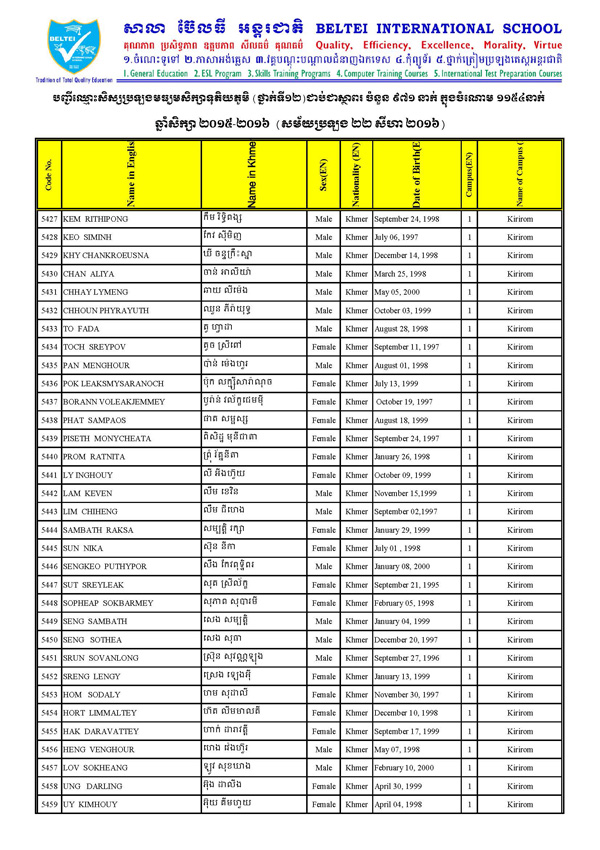 BELTEI
Tradition of Total Quality Education
សាលា ប៊ែលធី អន្តរជាតិ BELTEI INTERNATIONAL SCHOOL
គុណភាព ប្រសិទ្ធភាព ឧត្តមភាព សីលធម៌ គុណធម៌ Quality, Efficiency, Excellence, Morality, Virtue
១.ចំណេះទូទៅ ២.ភាសាអង់គ្លេស ៣.វគ្គបណ្តុះបណ្តាលជំនាញឯកទេស ៤.កុំព្យូទ័រ ៥.ថ្នាក់ត្រៀមប្រឡងតេស្តអន្តរជាតិ
1. General Education 2. ESL Program 3. Skills Training Programs 4. Computer Training Courses 5. International Test Preparation Courses
បញ្ជីឈ្មោះសិស្សប្រឡងមធ្យមសិក្សាទុតិយភូមិ (ថ្នាក់ទី១២) ជាប់ជាស្ថាពរ ចំនួន ៩៧១ នាក់ ក្នុងចំណោម ១១៥៤នាក់
ឆ្នាំសិក្សា ២០១៥-២០១៦ (សម័យប្រឡង ២២ សីហា ២០១៦)
Code No. Name in Englis Name in Khme Sex(EN) Nationality (EN) Date of Birth(E Campus(EN) Name of Campus (
5427 KEM RITHIPONG កឹម រិទ្ធិពង្ស Male Khmer September 24, 1998 1 Kirirom
5428 KEO SIMINH កែវ ស៊ីមិញ Male Khmer July 06, 1997 1 Kirirom
5429 KHY CHANKROEUSNA ឃី ចន្ទក្រឹះស្នា Male Khmer December 14, 1998 1 Kirirom
5430 CHAN ALIYA ចាន់ អាលីយ៉ា Male Khmer March 25, 1998 1 Kirirom
5431 CHHAY LYMENG ឆាយ លីម៉េង Male Khmer May 05, 2000 1 Kirirom
5432 CHHOUN PHYRAYUTH ឈួន ភីរ៉ាយុទ្ធ Male Khmer October 03, 1999 1 Kirirom
5433 TO FADA តូ ហ្វាដា Male Khmer August 28, 1998 1 Kirirom
5434 TOCH SREYPOV តូច ស្រីពៅ Female Khmer September 11, 1997 1 Kirirom
5435 PAN MENGHOUR ប៉ាន់ ម៉េងហួរ Male Khmer August 01, 1998 1 Kirirom
5436 POK LEAKSMYSARANOCH ប៉ុក លក្ស្មីសារ៉ាណុច Female Khmer July 13, 1999 1 Kirirom
5437 BORANN VOLEAKJEMMEY បូរ៉ាន់ វល័ក្ខជេមមី Female Khmer October 19, 1997 1 Kirirom
5438 PHAT SAMPAOS ផាត សម្ផស្ស Female Khmer August 18, 1999 1 Kirirom
5439 PISETH MONYCHEATA ពិសិដ្ឋ មុនីជាតា Female Khmer September 24, 1997 1 Kirirom
5440 PROM RATNITA ព្រុំ រ័ត្ននីតា Female Khmer January 26, 1998 1 Kirirom
5441 LY INGHOUY លី អ៊ីងហ៊ួយ Female Khmer October 09, 1999 1 Kirirom
5442 LAM KEVEN លឹម ខេវិន Male Khmer November 15,1999 1 Kirirom
5443 LIM CHIHENG លឹម ជីហេង Male Khmer September 02,1997 1 Kirirom
5444 SAMBATH RAKSA សម្បត្តិ រក្សា Female Khmer January 29, 1999 1 Kirirom
5445 SUN NIKA ស៊ុន នីកា Female Khmer July 01 , 1998 1 Kirirom
5446 SENGKEO PUTHYPOR សឹង កែវពុទ្ធិពរ Male Khmer January 08, 2000 1 Kirirom
5447 SUT SREYLEAK សុត ស្រីល័ក្ខ Female Khmer September 21, 1995 1 Kirirom
5448 SOPHEAP SOKBARMEY សុភាព សុបារមី Female Khmer February 05, 1998 1 Kirirom
5449 SENG SAMBATH សេង សម្បត្តិ Male Khmer January 04, 1999 1 Kirirom
5450 SENG SOTHEA សេង សុធា Male Khmer December 20, 1997 1 Kirirom
5451 SRUN SOVANLONG ស្រ៊ុន សុវណ្ណឡុង Male Khmer September 27, 1996 1 Kirirom
5452 SRENG LENGY ស្រេង ឡេងអ៊ី Female Khmer January 13, 1999 1 Kirirom
5453 HOM SODALY ហម សុដាលី Female Khmer November 30, 1997 1 Kirirom
5454 HORT LIMMALTEY ហ៊ត លីមមាលតី Female Khmer December 10, 1998 1 Kirirom
5455 HAK DARAVATTEY ហាក់ ដារាវត្តី Female Khmer September 17, 1999 1 Kirirom
5456 HENG VENGHOUR ហេង វេងហ៊ួរ Male Khmer May 07, 1998 1 Kirirom
5457 LOV SOKHEANG ឡូវ សុខឃាង Male Khmer February 10, 2000 1 Kirirom
5458 UNG DARLING អ៊ុង ដាលីង Female Khmer April 30, 1999 1 Kirirom
5459 UY KIMHOUY អ៊ុយ គីមហួយ Female Khmer April 04, 1998 1 Kirirom